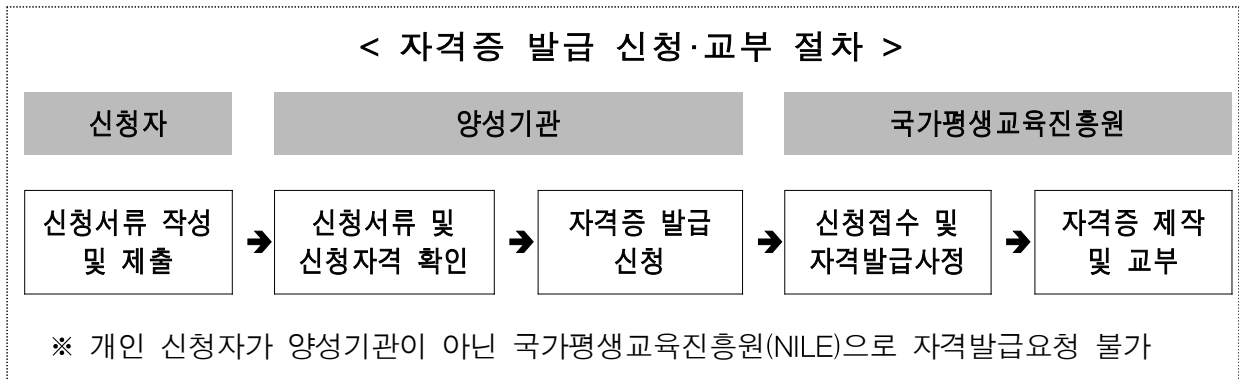 < 자격증 발급 신청·교부 절차 >
신청자
양성기관
국가평생교육진흥원
신청서류 작성
및 제출
➔
신청서류 및
신청자격 확인
➔
자격증 발급
신청
➔
신청접수 및
자격발급사정
➔
자격증 제작
및 교부
※ 개인 신청자가 양성기관이 아닌 국가평생교육진흥원(NILE)으로 자격발급요청 불가